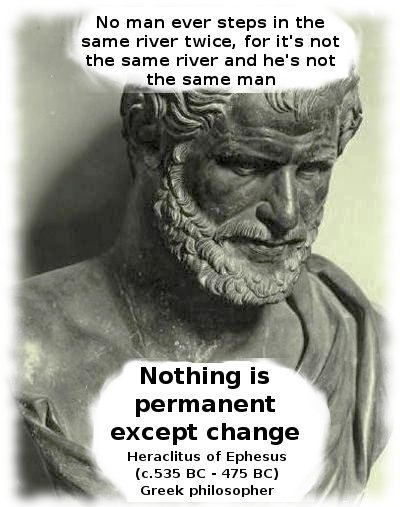 No man ever steps in the
same river twice, for it's not
the same river and he's not
the same man
Nothing is
permanent
except change
Heraclitus of Ephesus
(c.535 BC - 475 BC)
Greek philosopher